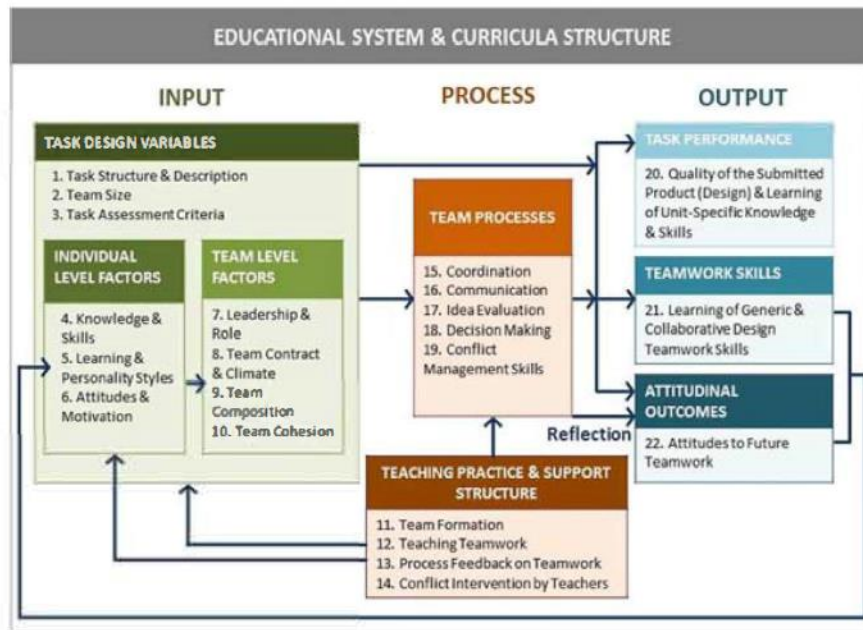 EDUCATIONAL SYSTEM & CURRICULA STRUCTURE
INPUT
PROCESS
OUTPUT
TASK DESIGN VARIABLES
1. Task Structure & Description
2. Team Size
3. Task Assessment Criteria
INDIVIDUAL
LEVEL FACTORS
4. Knowledge &
Skills
5. Learning &
Personality Styles
6. Attitudes &
Motivation
TEAM LEVEL
FACTORS
7. Leadership &
Role
8. Team Contract
& Climate
9. Team
Composition
10. Team Cohesion
TEAM PROCESSES
15. Coordination
16. Communication
17. Idea Evaluation
18. Decision Making
19. Conflict
Management Skills
Reflection
TEACHING PRACTICE & SUPPORT
STRUCTURE
11. Team Formation
12. Teaching Teamwork
13. Process Feedback on Teamwork
14. Conflict Intervention by Teachers
TASK PERFORMANCE
20. Quality of the Submitted
Product (Design) & Learning
of Unit-Specific Knowledge
& Skills
TEAMWORK SKILLS
21. Learning of Generic &
Collaborative Design
Teamwork Skills
ATTITUDINAL
OUTCOMES
22. Attitudes to Future
Teamwork